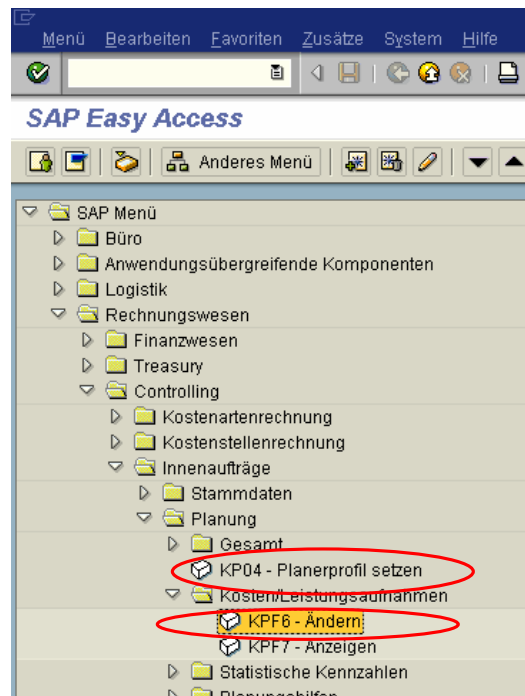 Menü Bearbeiten Favoriten Zusätze System Hilfe
SAP Easy Access
Anderes Menü
SAP Menü
Büro
Anwendungsübergreifende Komponenten
Logistik
Rechnungswesen
Finanzwesen
Treasury
Controlling
Kostenartenrechnung
Kostenstellenrechnung
Innenaufträge
Stammdaten
Planung
Gesamt
KP04 - Planerprofil setzen
Kosten/Leistungsaufnahmen
KPF6 - Ändern
KPF7 - Anzeigen
Statistische Kennzahlen
Planungshilfen